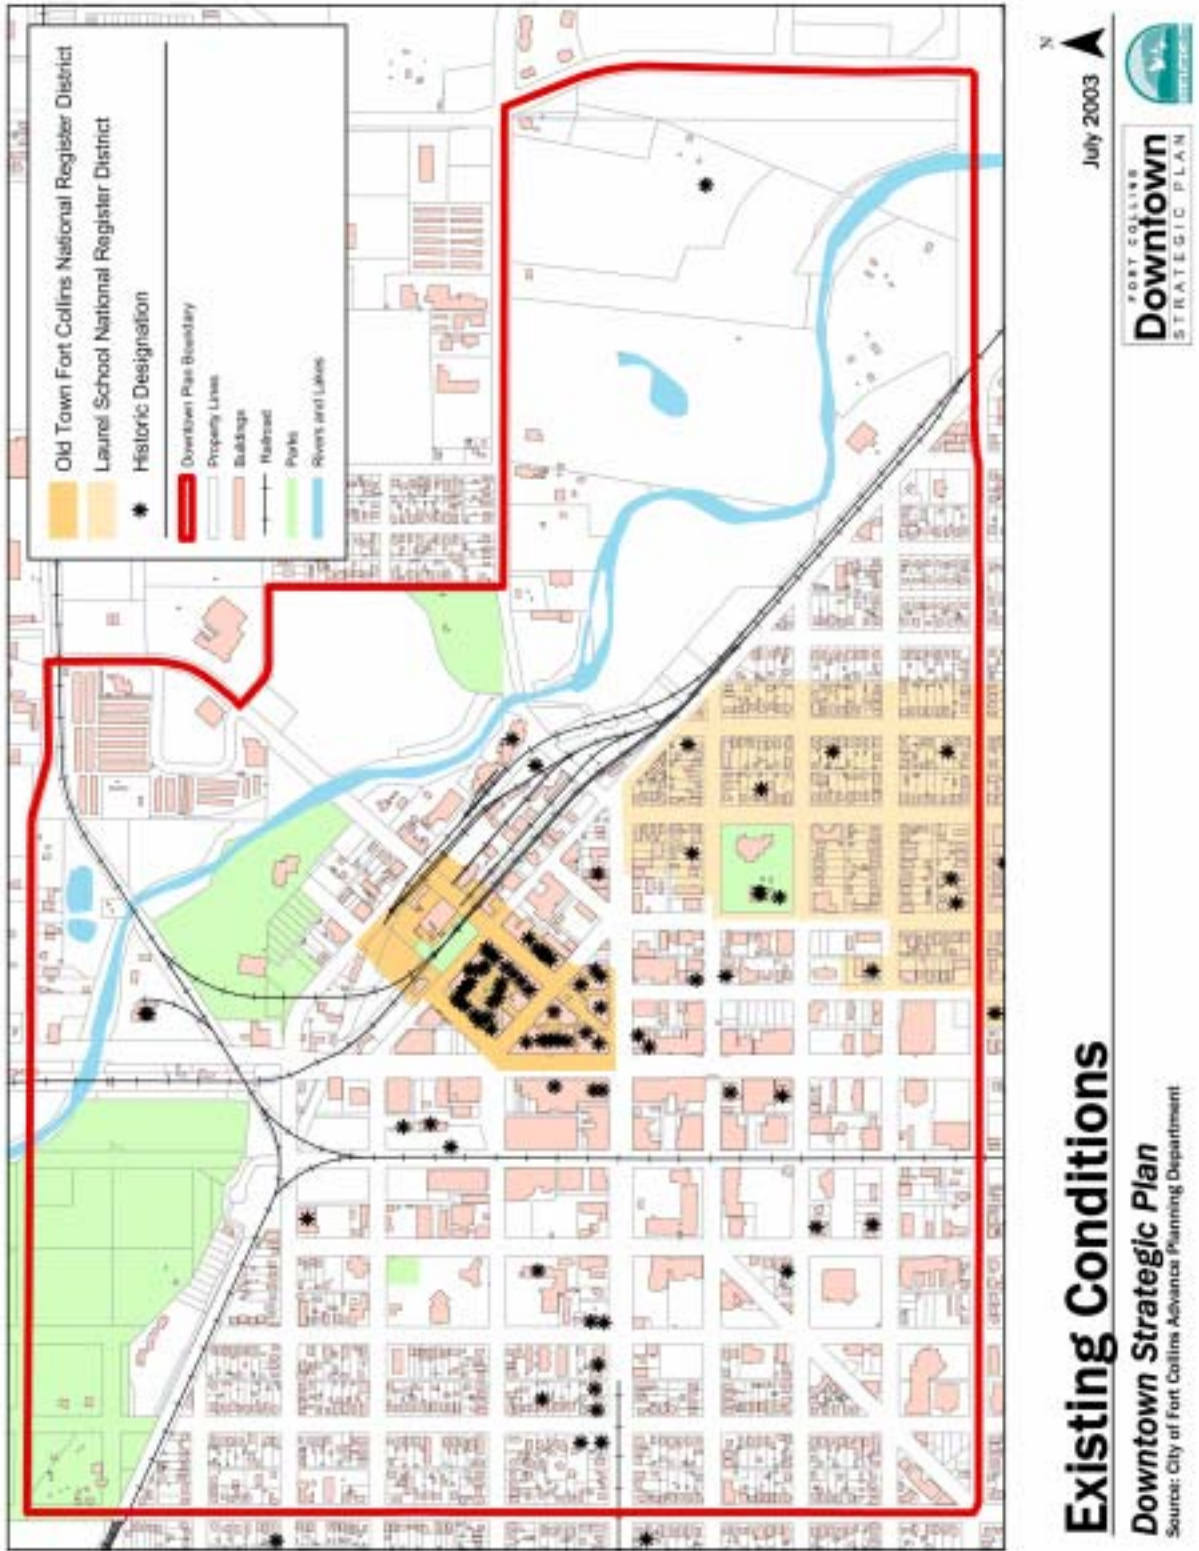 Old Town Fort Collins National Register District
Laurel School National Register District
Historic Designation
Downtown Plan Boundary
Property Lines
Buildings
Railroad
Parks
Rivers and Lakes
Existing Conditions
Downtown Strategic Plan
Source: City of Fort Collins Advance Planning Department
N
July 2003
FORT COLLINS
Downtown
STRATEGIC PLAN